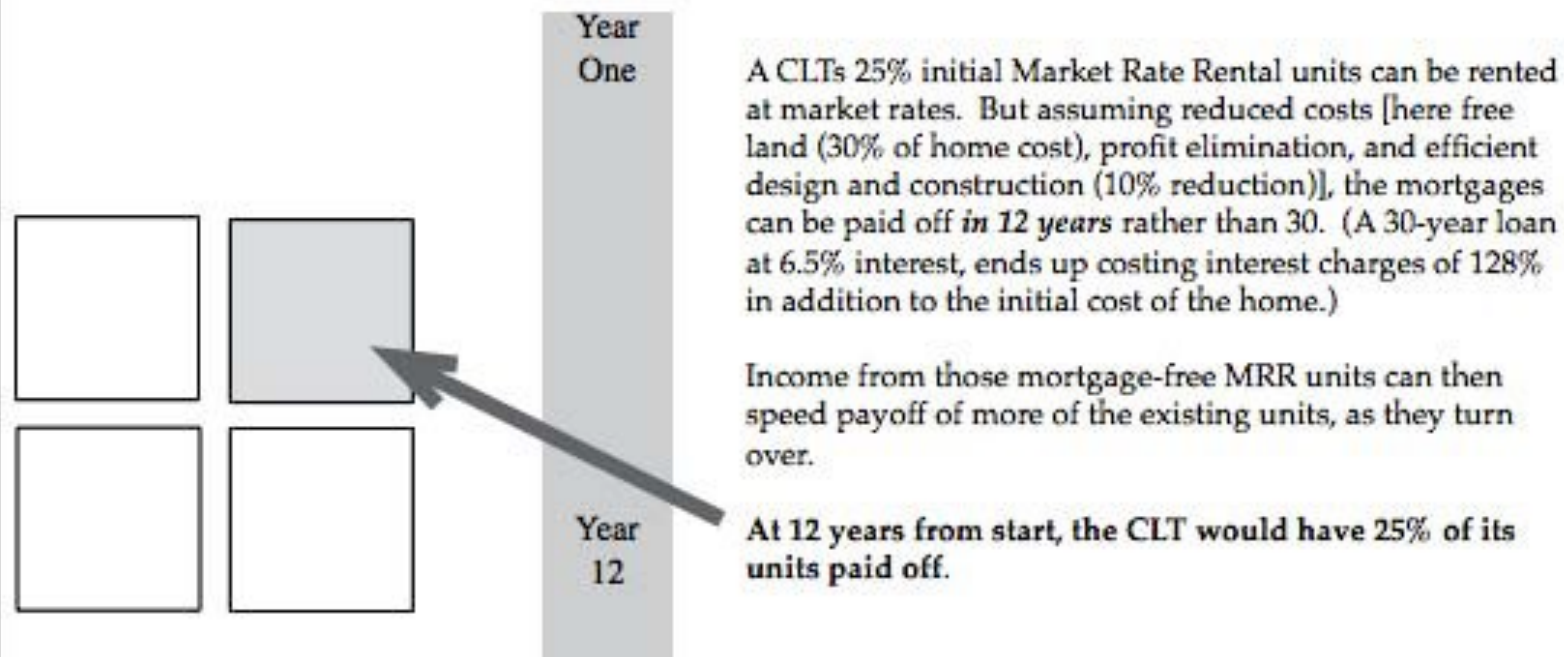 Year
One
A CLTs 25% initial Market Rate Rental units can be rented
at market rates. But assuming reduced costs [here free
land (30% of home cost), profit elimination, and efficient
design and construction (10% reduction)], the mortgages
can be paid off in 12 years rather than 30. (A 30-year loan
at 6.5% interest, ends up costing interest charges of 128%
in addition to the initial cost of the home.)
Income from those mortgage-free MRR units can then
speed payoff of more of the existing units, as they turn
over.
Year
12
At 12 years from start, the CLT would have 25% of its
units paid off.